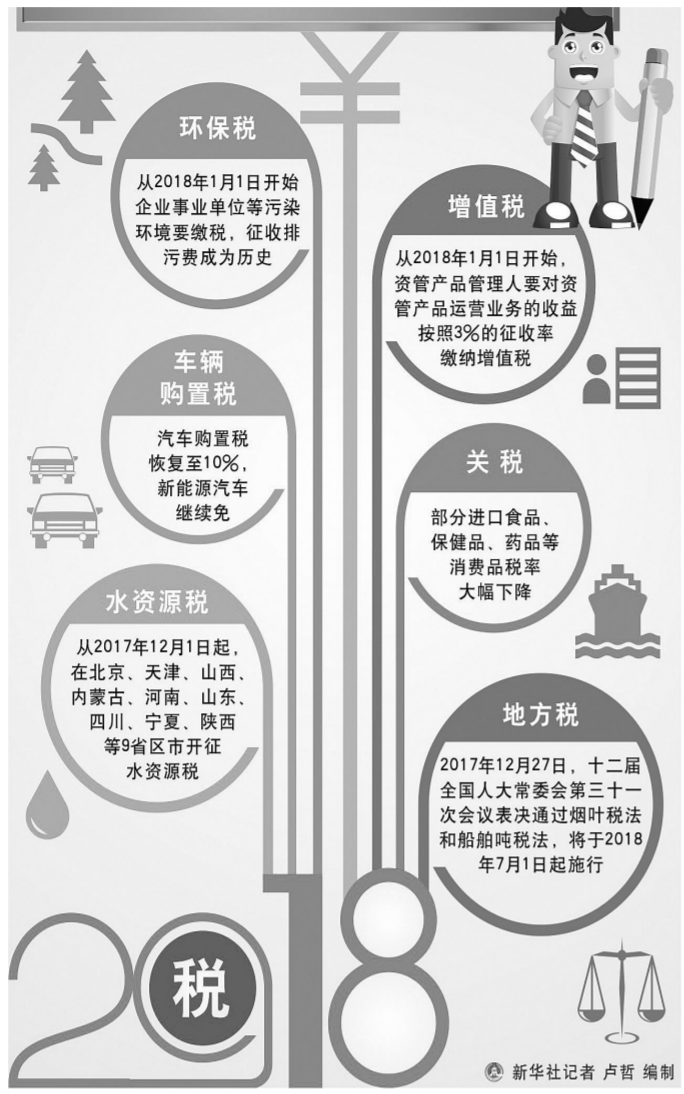 环保税
从2018年1月1日开始
企业事业单位等污染
环境要缴税，征收排
污费成为历史
增值税
从2018年1月1日开始，
资管产品管理人要对资
管产品运营业务的收益
按照3%的征收率
缴纳增值税
车辆
购置税
汽车购置税
恢复至10%，
新能源汽车
继续免
关税
部分进口食品、
保健品、药品等
消费品税率
大幅下降
水资源税
从2017年12月1日起，
在北京、天津、山西、
内蒙古、河南、山东、
四川、宁夏、陕西
等9省区市开征
水资源税
地方税
2017年12月27日，十二届
全国人大常委会第三十一
次会议表决通过烟叶税法
和船舶吨税法，将于2018
年7月1日起施行
2018
税
新华社记者 卢哲 编制